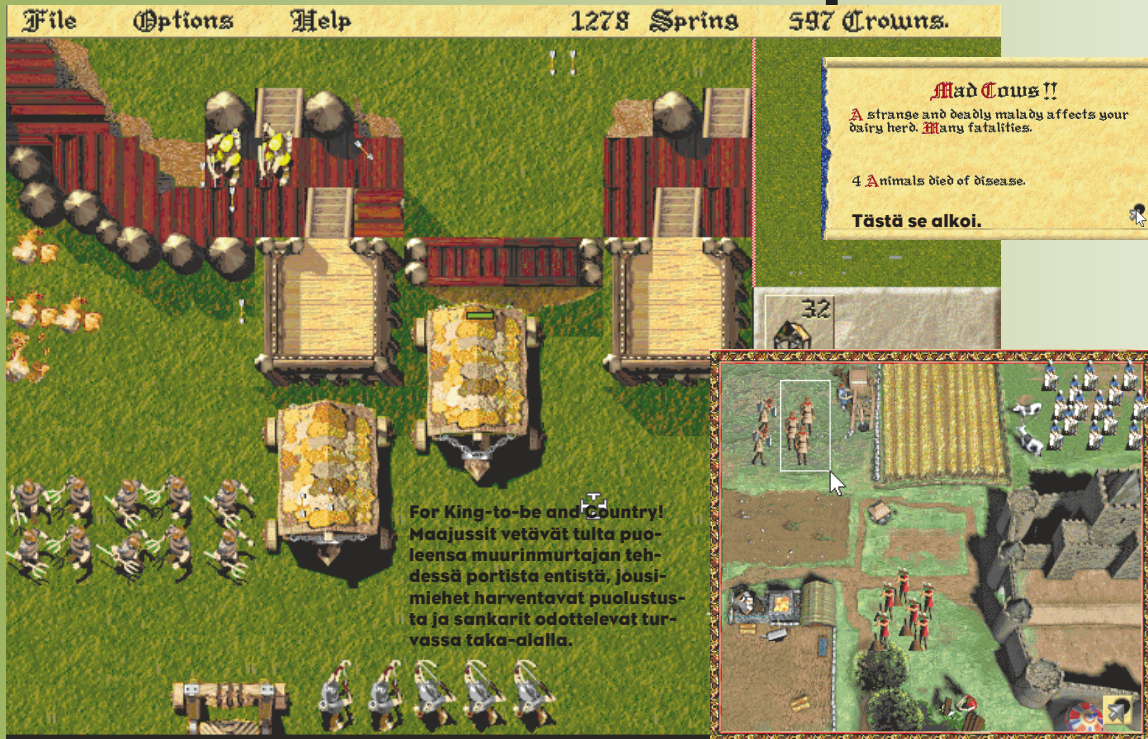 File Options Help 1278 Spring 597 Crowns.
Mad Cows!!
A strange and deadly malady affects your
dairy herd. Many fatalities.
4 Animals died of disease.
Tästä se alkoi.
32
For King-to-be and Country!
Maajussit vetävät tulta puo-
leensa muurinmurtajan teh-
dessä portista entistä, jousi-
miehet harventavat puolustus-
ta ja sankarit odottelevat tur-
vassa taka-alalla.